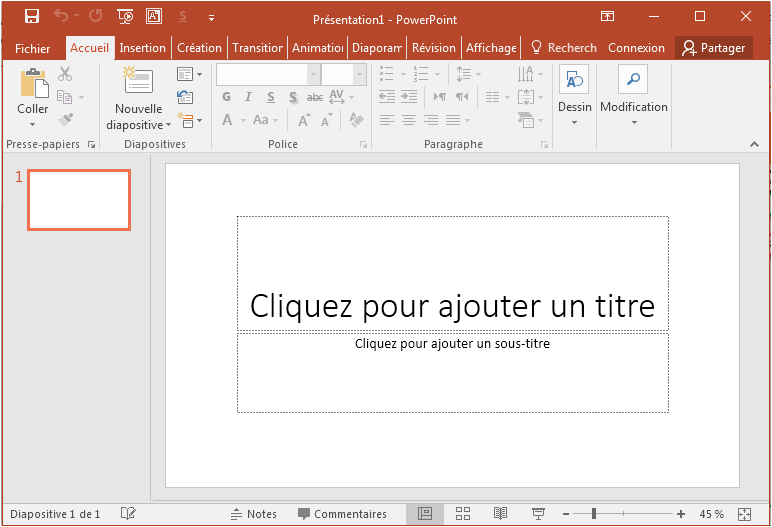 Présentation1 - PowerPoint
Fichier Accueil Insertion Création Transition Animation Diaporam Révision Affichage Recherch Connexion Partager
Coller
Nouvelle
diapositive
G I S S abc AV
A Aa A A
Dessin Modification
Presse-papiers Diapositives Police Paragraphe
1
Cliquez pour ajouter un titre
Cliquez pour ajouter un sous-titre
Diapositive 1 de 1 Notes Commentaires 45 %